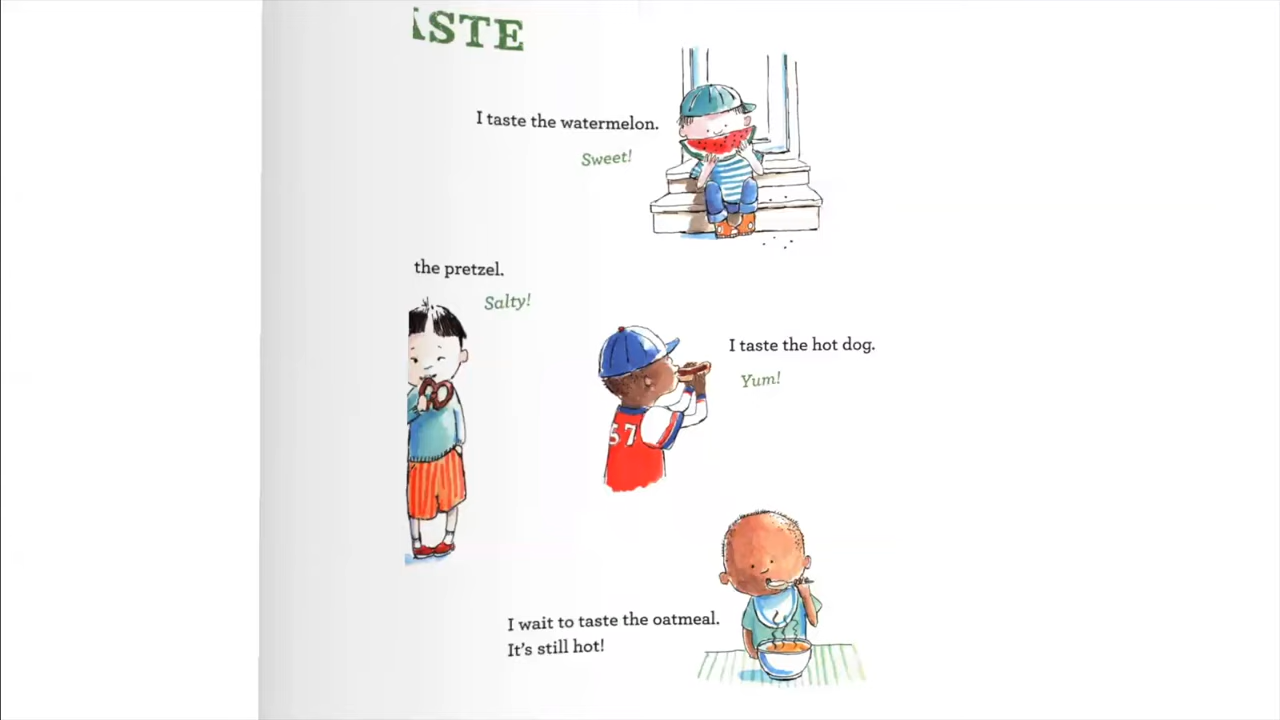 ASTE
I taste the watermelon.
Sweet!
the pretzel.
Salty!
I taste the hot dog.
Yum!
57
I wait to taste the oatmeal.
It's still hot!